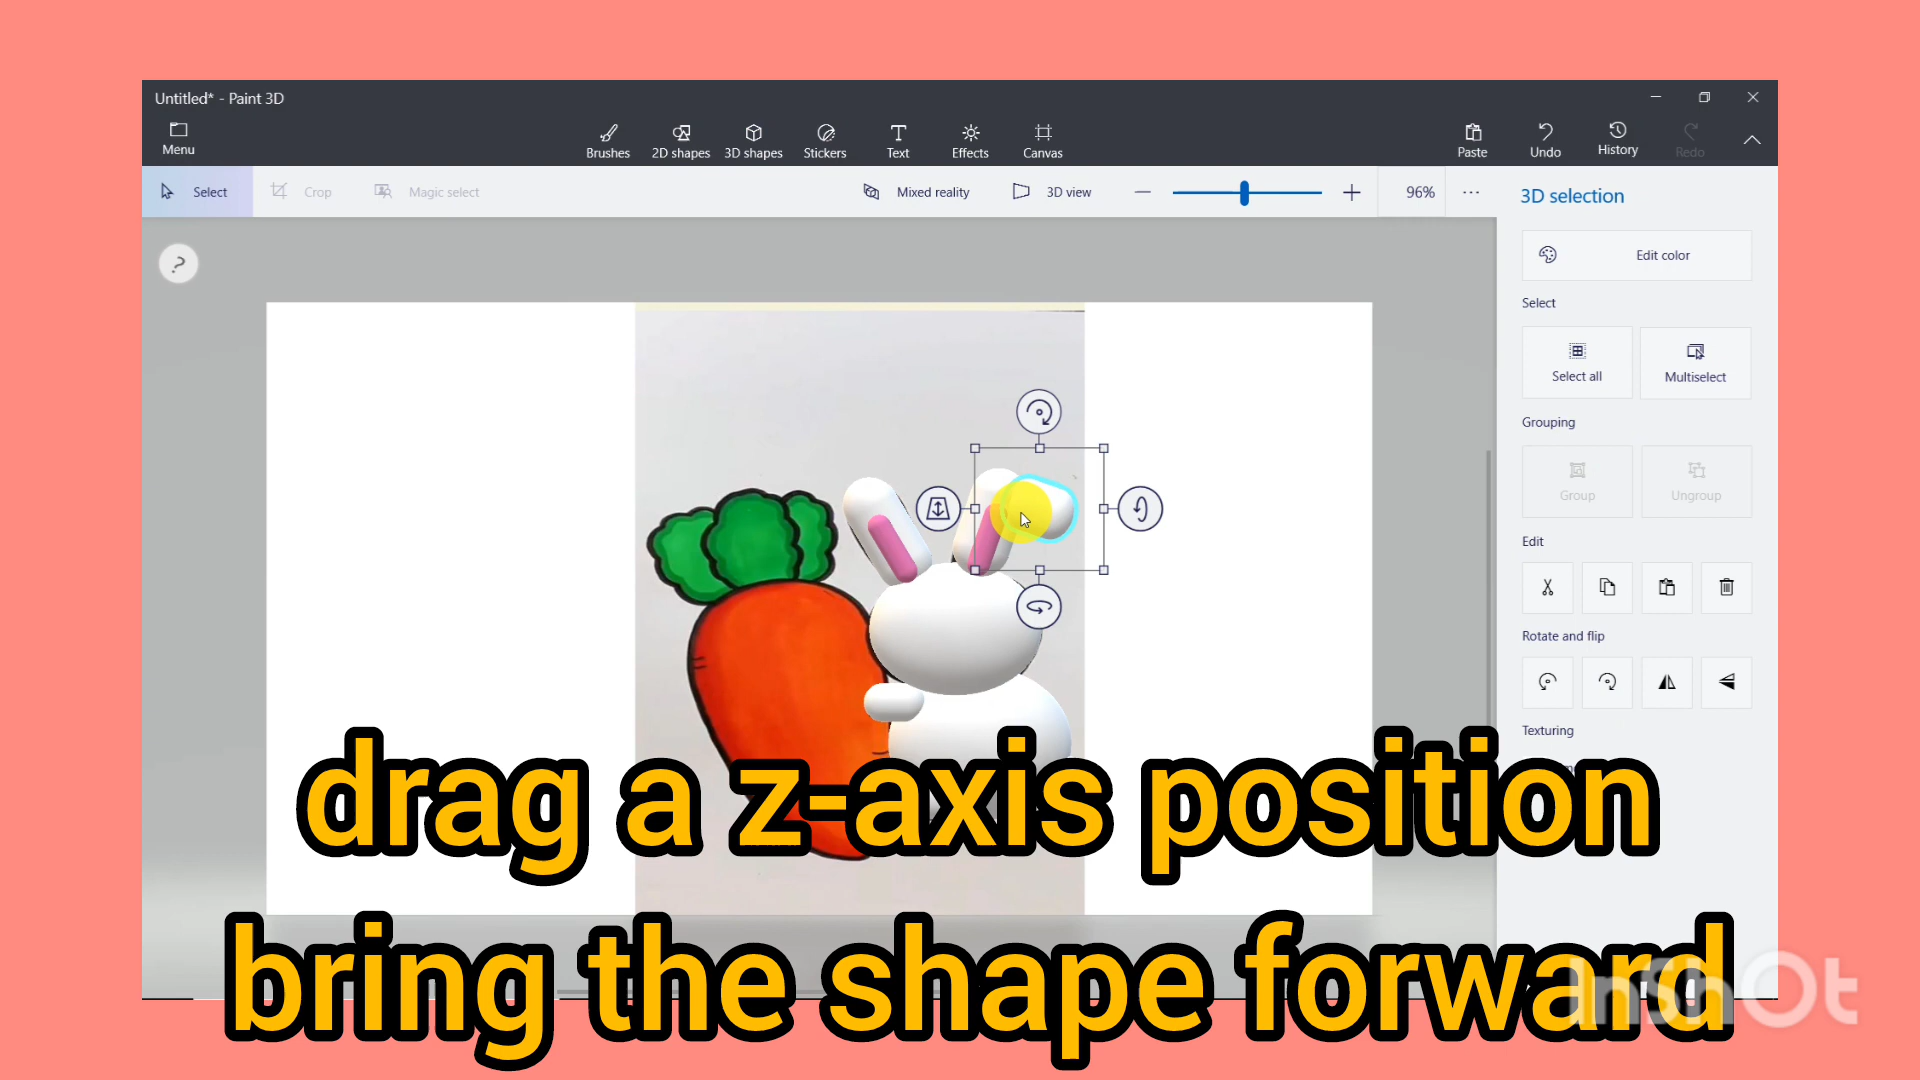 Untitled* - Paint 3D
Menu
Brushes
2D shapes
3D shapes
Stickers
Text
Effects
Canvas
Paste
Undo
History
Redo
Select
Crop
Magic select
Mixed reality
3D view
96%
3D selection
Edit color
Select
Select all
Multiselect
Grouping
Group
Ungroup
Edit
Rotate and flip
Texturing
drag a z-axis position
bring the shape forward
InShOt